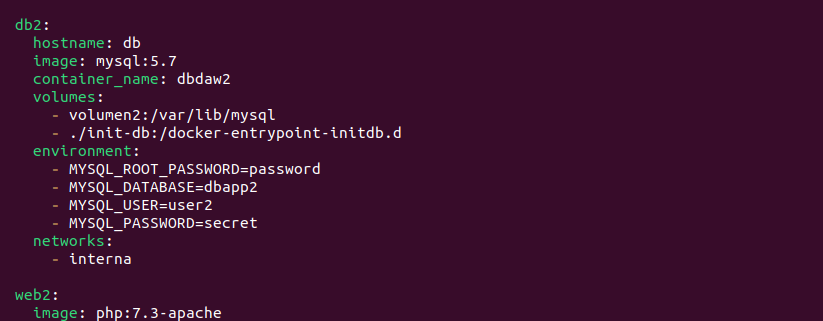 db2:
  hostname: db
  image: mysql:5.7
  container_name: dbdaw2
  volumes:
    - volumen2:/var/lib/mysql
    - ./init-db:/docker-entrypoint-initdb.d
  environment:
    - MYSQL_ROOT_PASSWORD=password
    - MYSQL_DATABASE=dbapp2
    - MYSQL_USER=user2
    - MYSQL_PASSWORD=secret
  networks:
    - interna
web2:
  image: php:7.3-apache